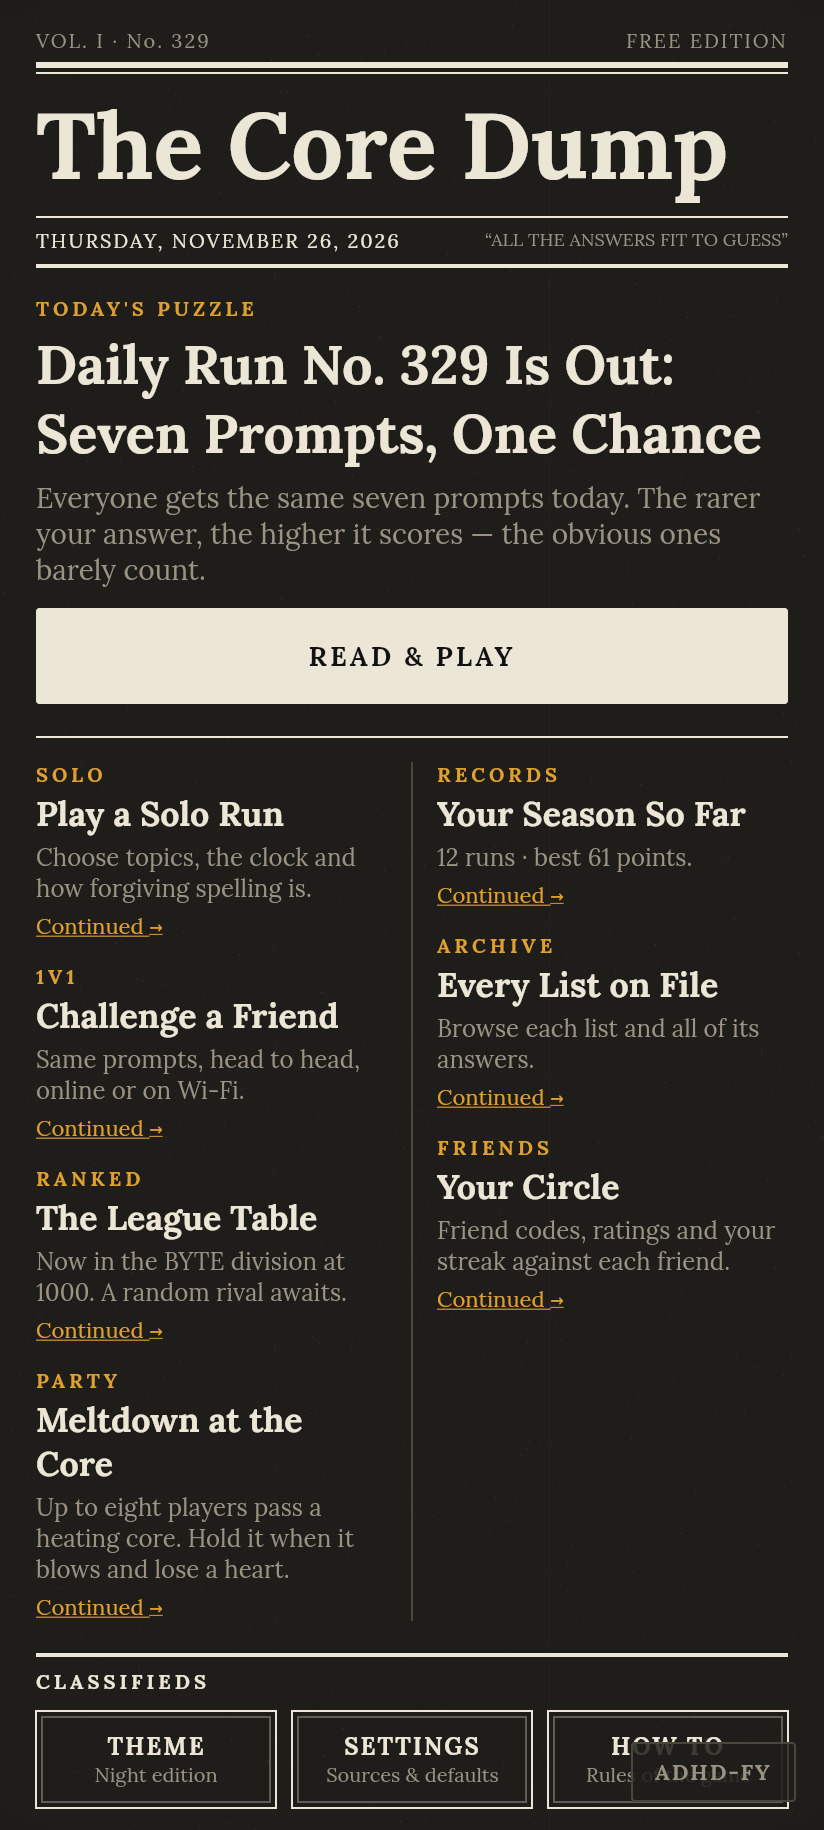 VOL. I · No. 329
FREE EDITION
The Core Dump
THURSDAY, NOVEMBER 26, 2026
“ALL THE ANSWERS FIT TO GUESS”
TODAY'S PUZZLE
Daily Run No. 329 Is Out:
Seven Prompts, One Chance
Everyone gets the same seven prompts today. The rarer
your answer, the higher it scores — the obvious ones
barely count.
READ & PLAY
SOLO
Play a Solo Run
Choose topics, the clock and
how forgiving spelling is.
Continued →
1V1
Challenge a Friend
Same prompts, head to head,
online or on Wi-Fi.
Continued →
RANKED
The League Table
Now in the BYTE division at
1000. A random rival awaits.
Continued →
PARTY
Meltdown at the
Core
Up to eight players pass a
heating core. Hold it when it
blows and lose a heart.
Continued →
RECORDS
Your Season So Far
12 runs · best 61 points.
Continued →
ARCHIVE
Every List on File
Browse each list and all of its
answers.
Continued →
FRIENDS
Your Circle
Friend codes, ratings and your
streak against each friend.
Continued →
CLASSIFIEDS
THEME
Night edition
SETTINGS
Sources & defaults
HOW TO
Rules
ADHD-FY